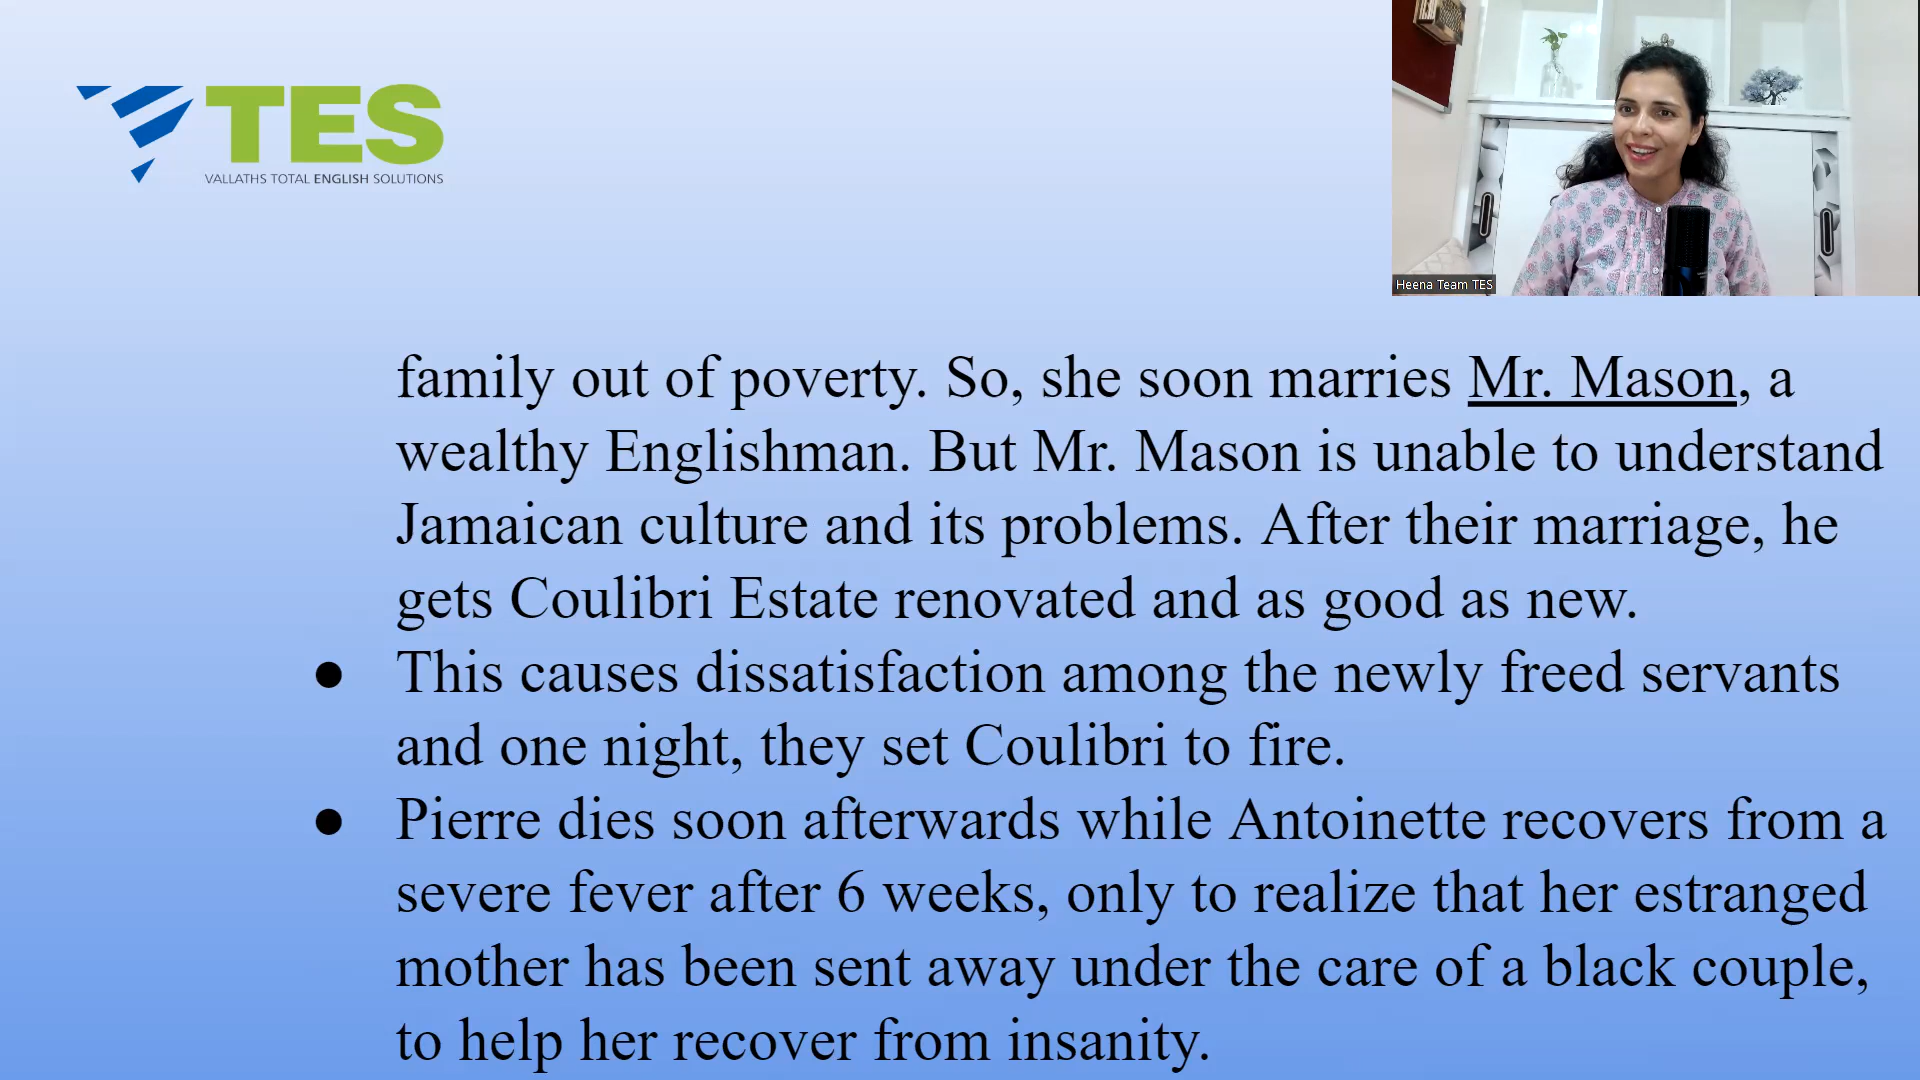 TES
VALLATHS TOTAL ENGLISH SOLUTIONS
Heena Team TES
family out of poverty. So, she soon marries Mr. Mason, a
wealthy Englishman. But Mr. Mason is unable to understand
Jamaican culture and its problems. After their marriage, he
gets Coulibri Estate renovated and as good as new.
● This causes dissatisfaction among the newly freed servants
and one night, they set Coulibri to fire.
● Pierre dies soon afterwards while Antoinette recovers from a
severe fever after 6 weeks, only to realize that her estranged
mother has been sent away under the care of a black couple,
to help her recover from insanity.